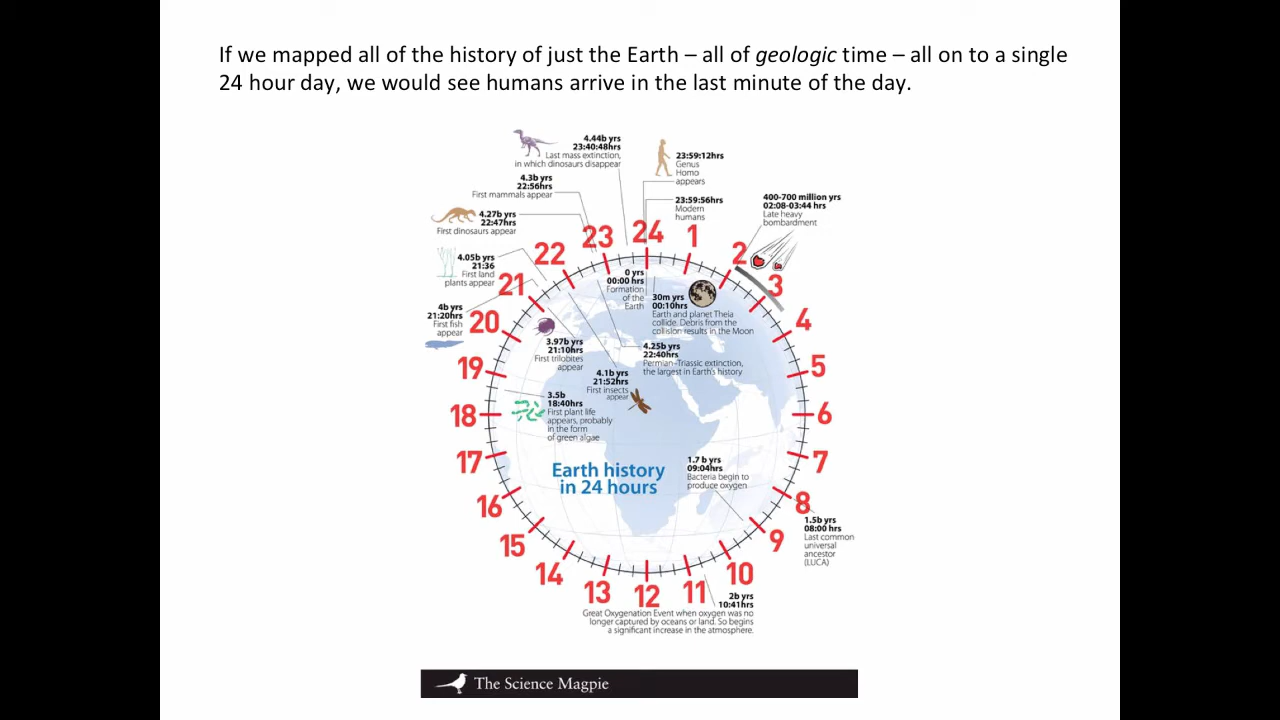 If we mapped all of the history of just the Earth – all of geologic time – all on to a single
24 hour day, we would see humans arrive in the last minute of the day.
4.44b yrs
23:40:48hrs
Last mass extinction,
in which dinosaurs disappear
23:59:12hrs
Genus
Homo
appears
4.3b yrs
22:56hrs
First mammals appear
23:59:56hrs
Modern
humans
400-700 million yrs
02:08-03:44 hrs
Late heavy
bombardment
4.27b yrs
22:47hrs
First dinosaurs appear
4.05b yrs
21:36
First land
plants appear
4b yrs
21:20hrs
First fish
appear
24
1
2
3
4
5
6
7
8
9
10
11
12
13
14
15
16
17
18
19
20
21
22
23
0 yrs
00:00 hrs
Formation
of the
Earth
30m yrs
00:10hrs
Earth and planet Theia
collide. Debris from the
collision results in the Moon
3.97b yrs
21:10hrs
First trilobites
appear
4.25b yrs
22:40hrs
Permian–Triassic extinction,
the largest in Earth's history
4.1b yrs
21:52hrs
First insects
appear
3.5b
18:40hrs
First plant life
appears, probably
in the form
of green algae
Earth history
in 24 hours
1.7 b yrs
09:04hrs
Bacteria begin to
produce oxygen
1.5b yrs
08:00 hrs
Last common
universal
ancestor
(LUCA)
2b yrs
10:41hrs
Great Oxygenation Event when oxygen was no
longer captured by oceans or land. So begins
a significant increase in the atmosphere.
The Science Magpie